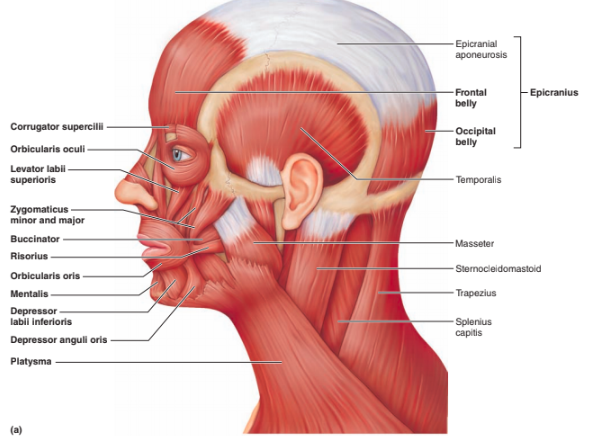 Epicranial
aponeurosis
Frontal
belly
Epicranius
Occipital
belly
Corrugator supercilii
Orbicularis oculi
Levator labii
superioris
Temporalis
Zygomaticus
minor and major
Buccinator
Masseter
Risorius
Sternocleidomastoid
Orbicularis oris
Mentalis
Trapezius
Depressor
labii inferioris
Splenius
capitis
Depressor anguli oris
Platysma
(a)